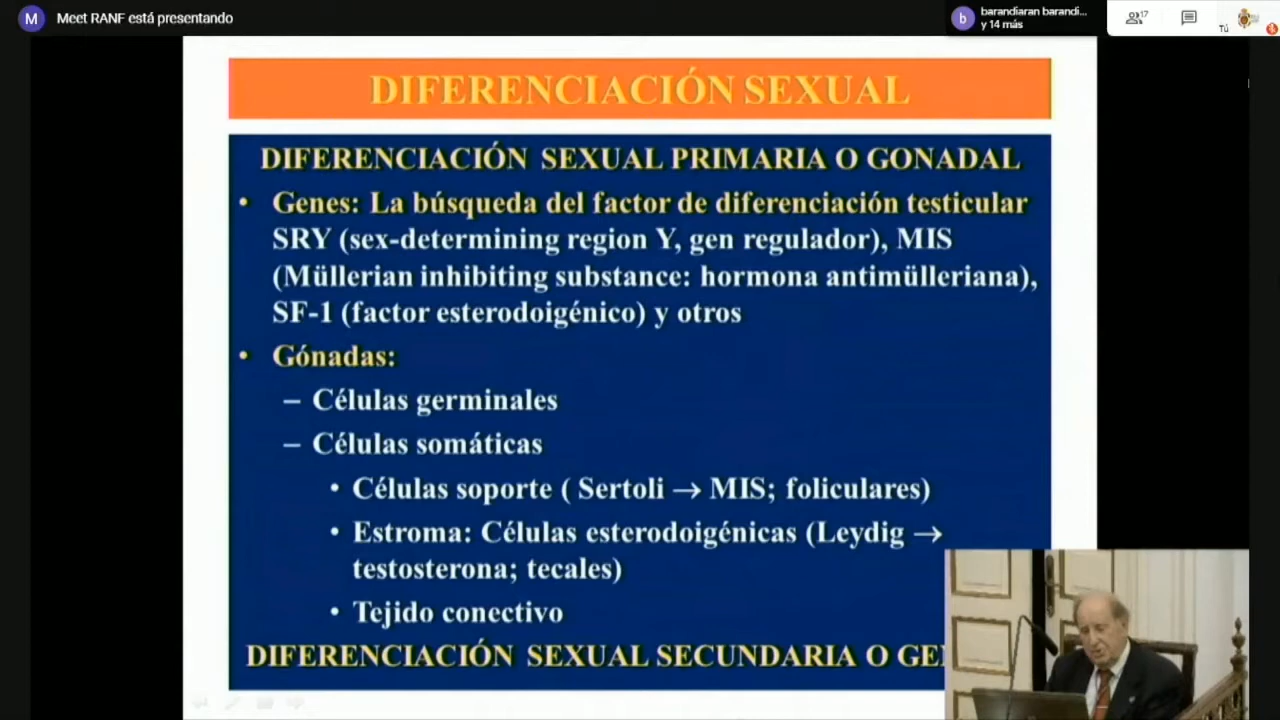 M Meet RANF está presentando
b barandiaran barandi...
y 14 más
17
Tú
DIFERENCIACIÓN SEXUAL
DIFERENCIACIÓN SEXUAL PRIMARIA O GONADAL
• Genes: La búsqueda del factor de diferenciación testicular
SRY (sex-determining region Y, gen regulador), MIS
(Müllerian inhibiting substance: hormona antimülleriana),
SF-1 (factor esterodoigénico) y otros
• Gónadas:
– Células germinales
– Células somáticas
• Células soporte ( Sertoli → MIS; foliculares)
• Estroma: Células esterodoigénicas (Leydig →
testosterona; tecales)
• Tejido conectivo
DIFERENCIACIÓN SEXUAL SECUNDARIA O GE